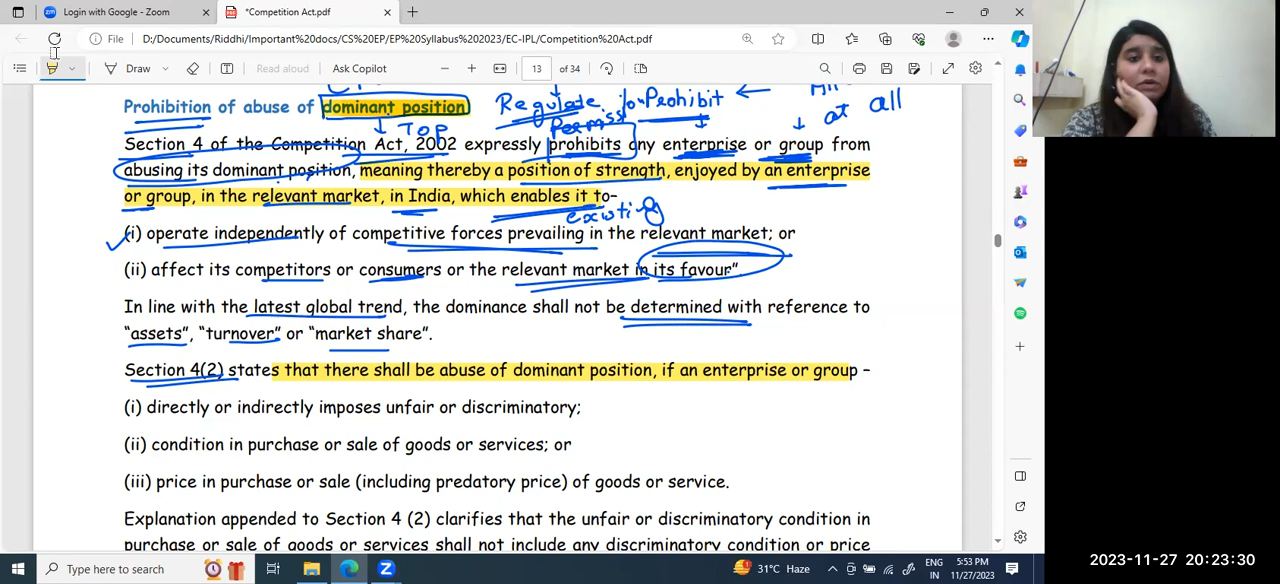 Login with Google - Zoom
*Competition Act.pdf
File
D:/Documents/Riddhi/Important%20docs/CS%20EP/EP%20Syllabus%202023/EC-IPL/Competition%20Act.pdf
Draw
Read aloud
Ask Copilot
13 of 34
Prohibition of abuse of dominant position
Regulate / Prohibit
at all
TOP
Permiss
Section 4 of the Competition Act, 2002 expressly prohibits any enterprise or group from
abusing its dominant position, meaning thereby a position of strength, enjoyed by an enterprise
or group, in the relevant market, in India, which enables it to-
existing
(i) operate independently of competitive forces prevailing in the relevant market; or
(ii) affect its competitors or consumers or the relevant market in its favour".
In line with the latest global trend, the dominance shall not be determined with reference to
"assets", "turnover" or "market share".
Section 4(2) states that there shall be abuse of dominant position, if an enterprise or group –
(i) directly or indirectly imposes unfair or discriminatory;
(ii) condition in purchase or sale of goods or services; or
(iii) price in purchase or sale (including predatory price) of goods or service.
Explanation appended to Section 4 (2) clarifies that the unfair or discriminatory condition in
purchase or sale of goods or services shall not include any discriminatory condition or price
Type here to search
31°C Haze
ENG
IN
5:53 PM
11/27/2023
2023-11-27 20:23:30